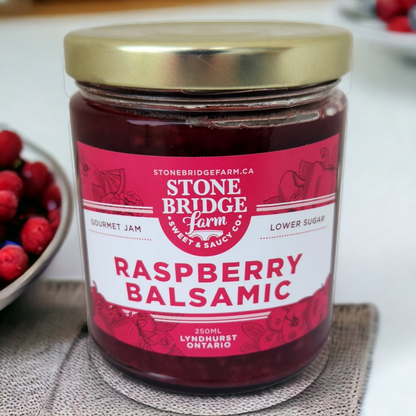 STONEBRIDGEFARM.CA
STONE
BRIDGE
farm
• SWEET & SAUCY CO •
GOURMET JAM
LOWER SUGAR
RASPBERRY
BALSAMIC
250ML
LYNDHURST
ONTARIO